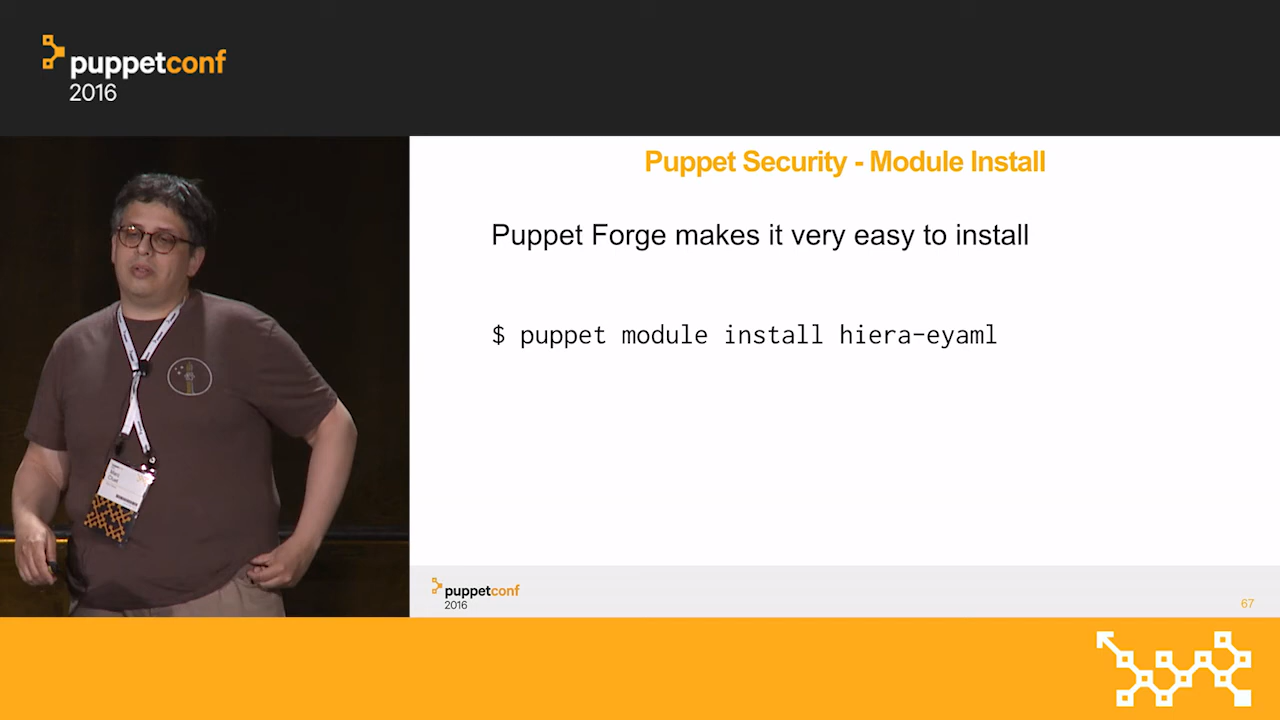 puppetconf
2016
Puppet Security - Module Install
Puppet Forge makes it very easy to install
$ puppet module install hiera-eyaml
puppetconf
2016
67